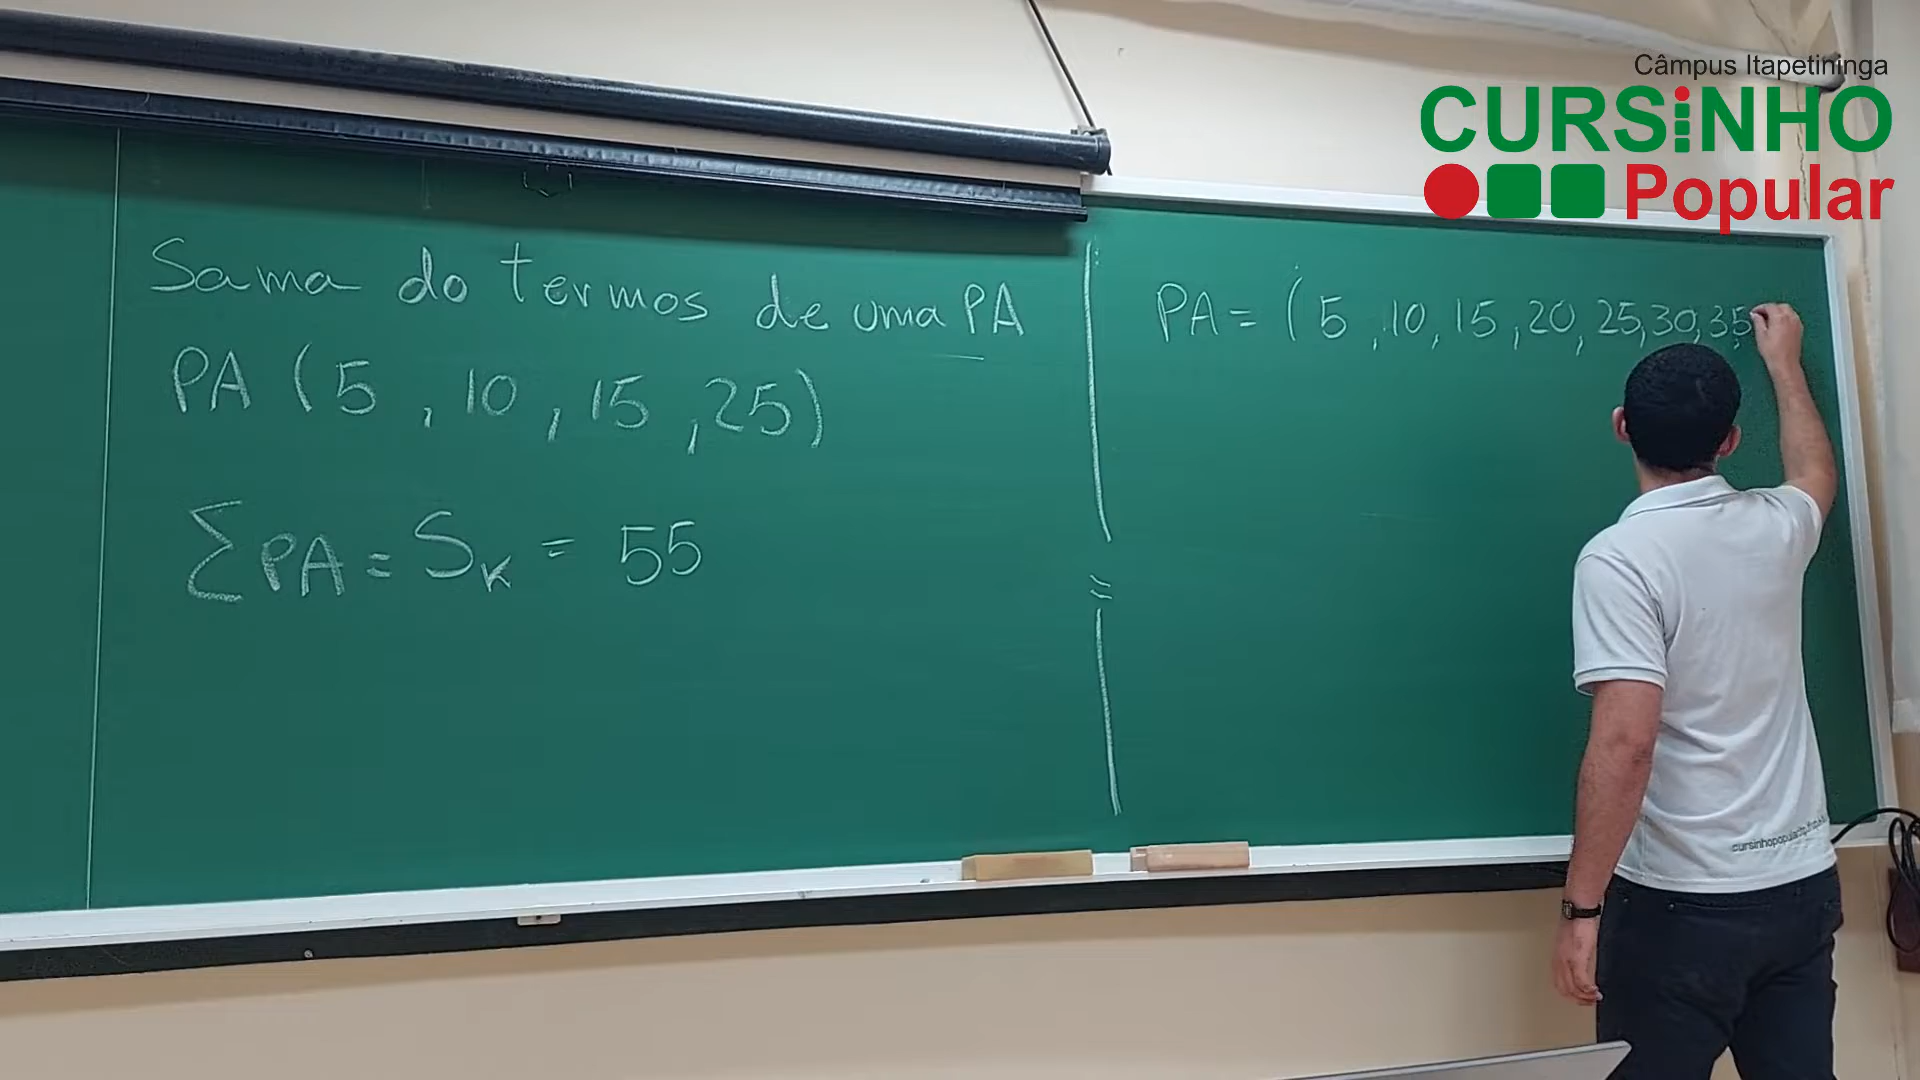 Câmpus Itapetininga
CURSiNHO
Popular
Soma do termos de uma PA
PA (5 , 10 , 15 , 25)
∑PA = Sₖ = 55
PA = ( 5 , 10, 15 , 20, 25, 30, 35
=